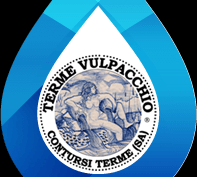 TERME VULPACCHIO
CONTURSI TERME (SA)
®